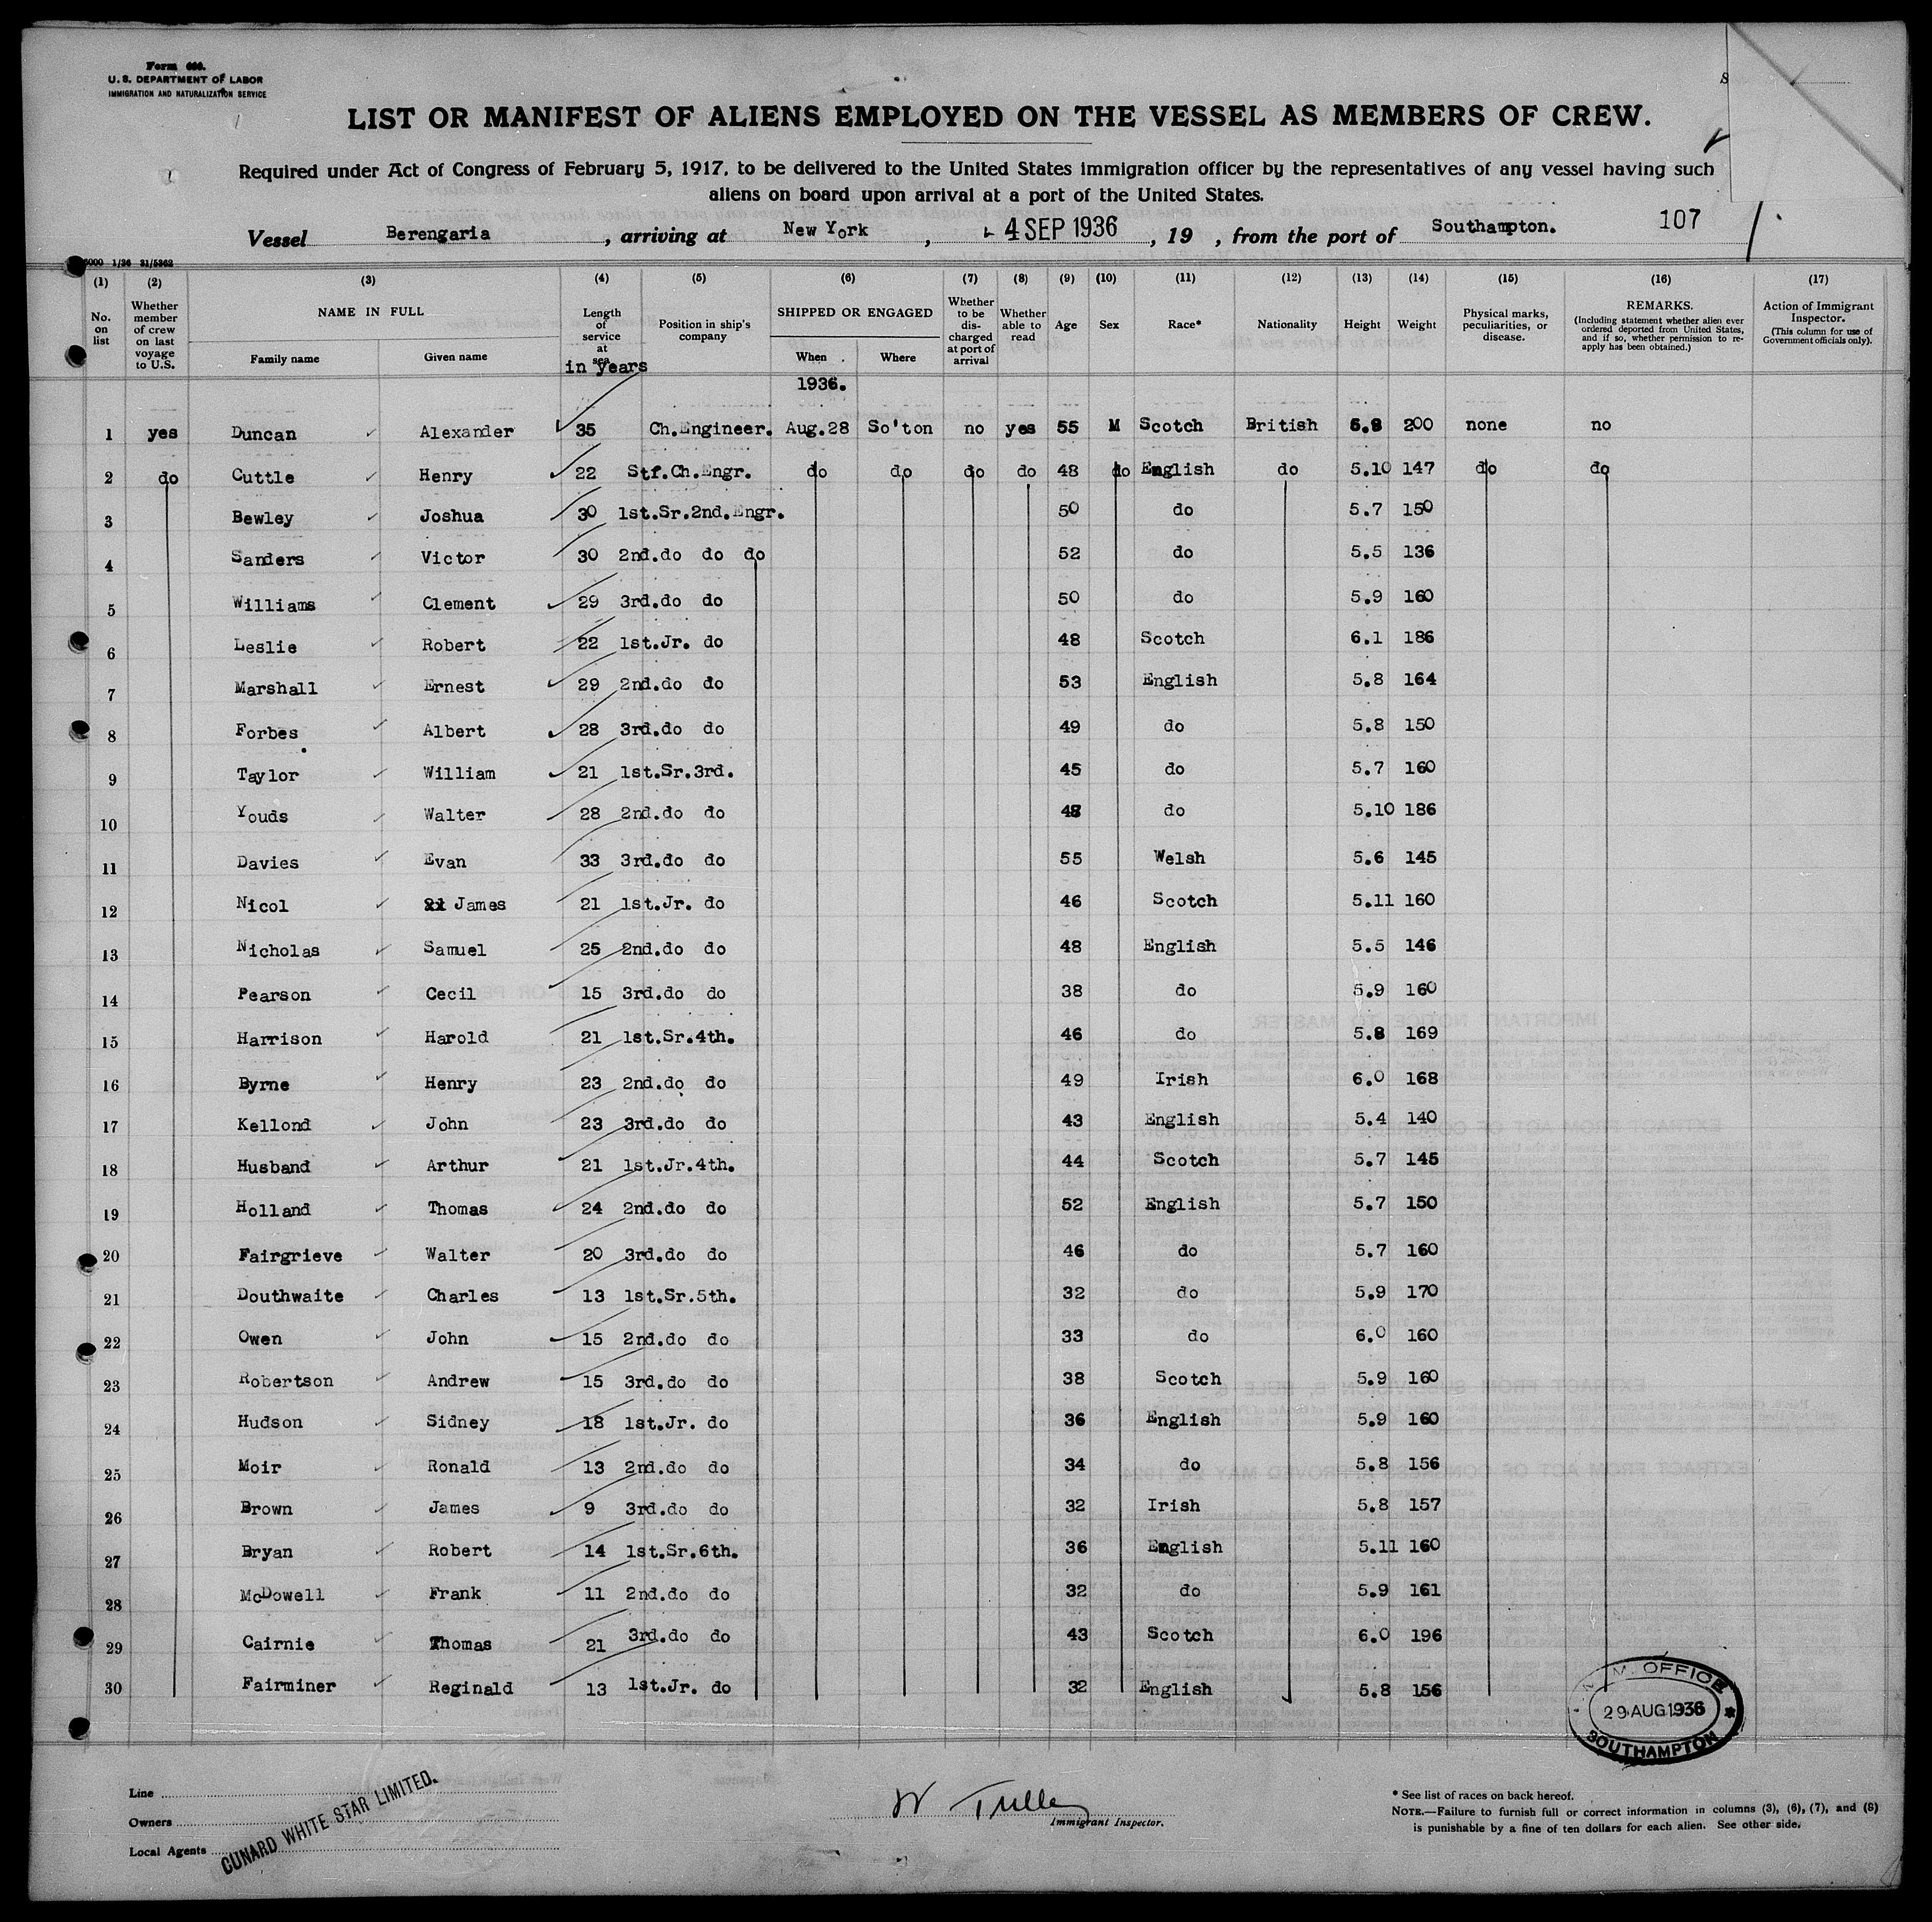 Form 680.
U. S. DEPARTMENT OF LABOR
IMMIGRATION AND NATURALIZATION SERVICE
LIST OR MANIFEST OF ALIENS EMPLOYED ON THE VESSEL AS MEMBERS OF CREW.
Required under Act of Congress of February 5, 1917, to be delivered to the United States immigration officer by the representatives of any vessel having such
aliens on board upon arrival at a port of the United States.
Vessel Berengaria, arriving at New York, 4 SEP 1936, 19 , from the port of Southampton. 107
1/36 31/5362
(1) (2) (3) (4) (5) (6) (7) (8) (9) (10) (11) (12) (13) (14) (15) (16) (17)
No. on list
Whether member of crew on last voyage to U.S.
NAME IN FULL
Family name Given name
Length of service at sea in years
Position in ship's company
SHIPPED OR ENGAGED
When Where
Whether to be discharged at port of arrival
Whether able to read
Age Sex Race* Nationality Height Weight
Physical marks, peculiarities, or disease.
REMARKS.
(Including statement whether alien ever ordered deported from United States, and if so, whether permission to re-apply has been obtained.)
Action of Immigrant Inspector.
(This column for use of Government officials only).
1936.
1 yes Duncan Alexander 35 Ch.Engineer. Aug.28 So'ton no yes 55 M Scotch British 5.8 200 none no
2 do Cuttle Henry 22 Stf.Ch.Engr. do do do do 48 do English do 5.10 147 do do
3 Bewley Joshua 30 1st.Sr.2nd.Engr. 50 do 5.7 150
4 Sanders Victor 30 2nd.do do do 52 do 5.5 136
5 Williams Clement 29 3rd.do do 50 do 5.9 160
6 Leslie Robert 22 1st.Jr. do 48 Scotch 6.1 186
7 Marshall Ernest 29 2nd.do do 53 English 5.8 164
8 Forbes Albert 28 3rd.do do 49 do 5.8 150
9 Taylor William 21 1st.Sr.3rd. 45 do 5.7 160
10 Youds Walter 28 2nd.do do 48 do 5.10 186
11 Davies Evan 33 3rd.do do 55 Welsh 5.6 145
12 Nicol James 21 1st.Jr. do 46 Scotch 5.11 160
13 Nicholas Samuel 25 2nd.do do 48 English 5.5 146
14 Pearson Cecil 15 3rd.do do 38 do 5.9 160
15 Harrison Harold 21 1st.Sr.4th. 46 do 5.8 169
16 Byrne Henry 23 2nd.do do 49 Irish 6.0 168
17 Kellond John 23 3rd.do do 43 English 5.4 140
18 Husband Arthur 21 1st.Jr.4th. 44 Scotch 5.7 145
19 Holland Thomas 24 2nd.do do 52 English 5.7 150
20 Fairgrieve Walter 20 3rd.do do 46 do 5.7 160
21 Douthwaite Charles 13 1st.Sr.5th. 32 do 5.9 170
22 Owen John 15 2nd.do do 33 do 6.0 160
23 Robertson Andrew 15 3rd.do do 38 Scotch 5.9 160
24 Hudson Sidney 18 1st.Jr. do 36 English 5.9 160
25 Moir Ronald 13 2nd.do do 34 do 5.8 156
26 Brown James 9 3rd.do do 32 Irish 5.8 157
27 Bryan Robert 14 1st.Sr.6th. 36 English 5.11 160
28 McDowell Frank 11 2nd.do do 32 do 5.9 161
29 Cairnie Thomas 21 3rd.do do 43 Scotch 6.0 196
30 Fairminer Reginald 13 1st.Jr. do 32 English 5.8 156
M. OFFICE
29 AUG 1936
SOUTHAMPTON
Line
Owners
Local Agents
CUNARD WHITE STAR LIMITED.
W Tulley
Immigrant Inspector.
* See list of races on back hereof.
NOTE.—Failure to furnish full or correct information in columns (3), (6), (7), and (8)
is punishable by a fine of ten dollars for each alien. See other side.